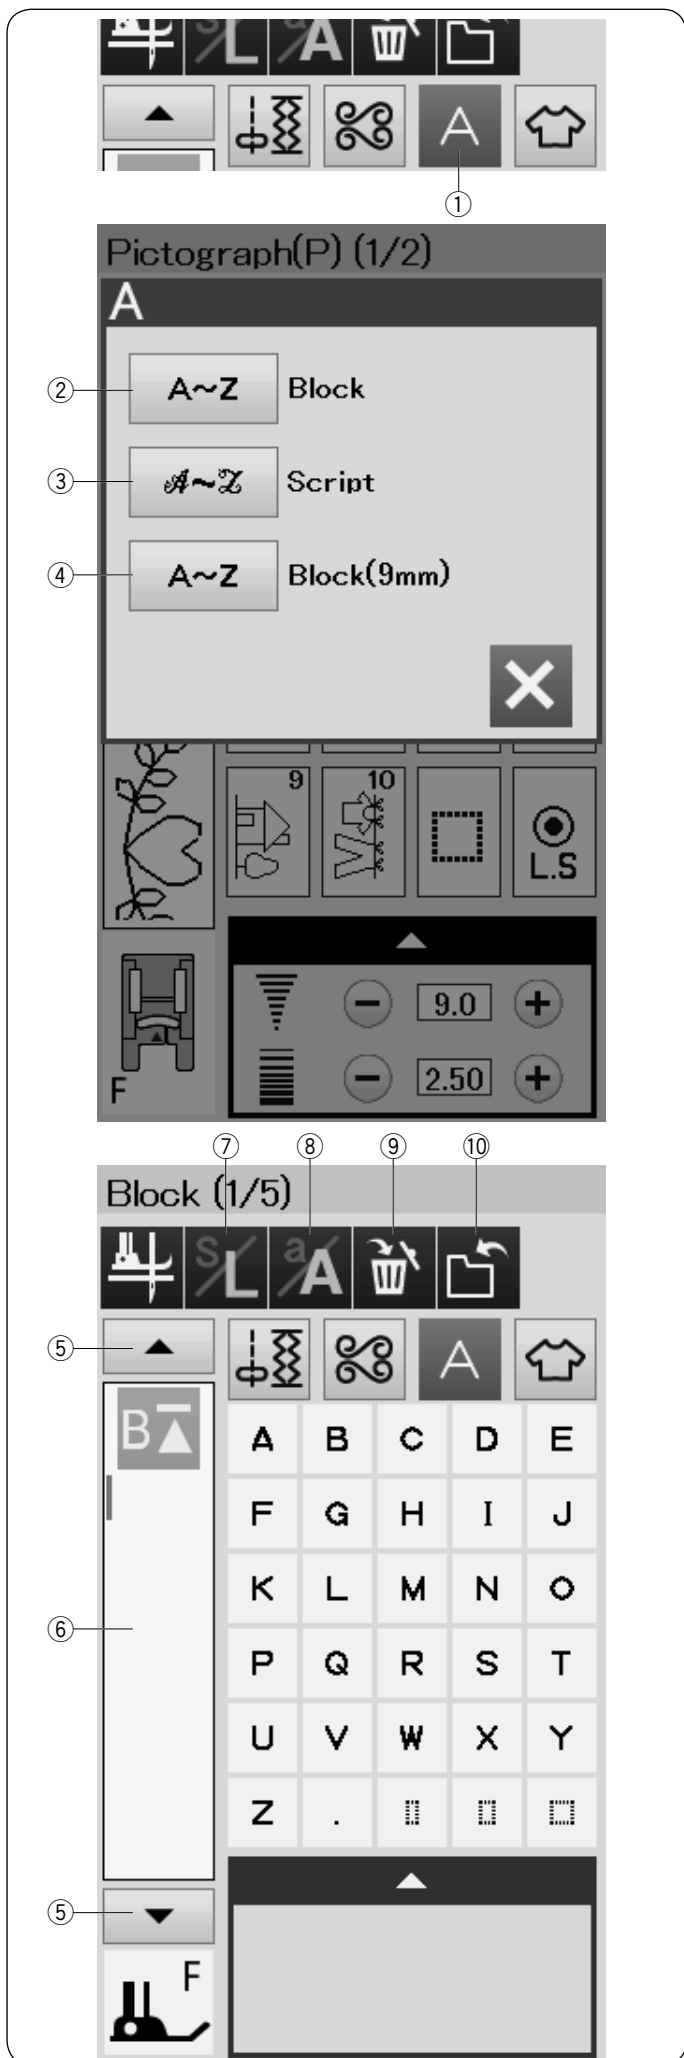 S/L a/A
A
①
Pictograph(P) (1/2)
A
② A~Z Block
③ A~Z Script
④ A~Z Block(9mm)
9 10
L.S
9.0
F 2.50
⑦ ⑧ ⑨ ⑩
Block (1/5)
S/L a/A
⑤ A
B A B C D E
F G H I J
K L M N O
⑥ P Q R S T
U V W X Y
Z .
⑤
F